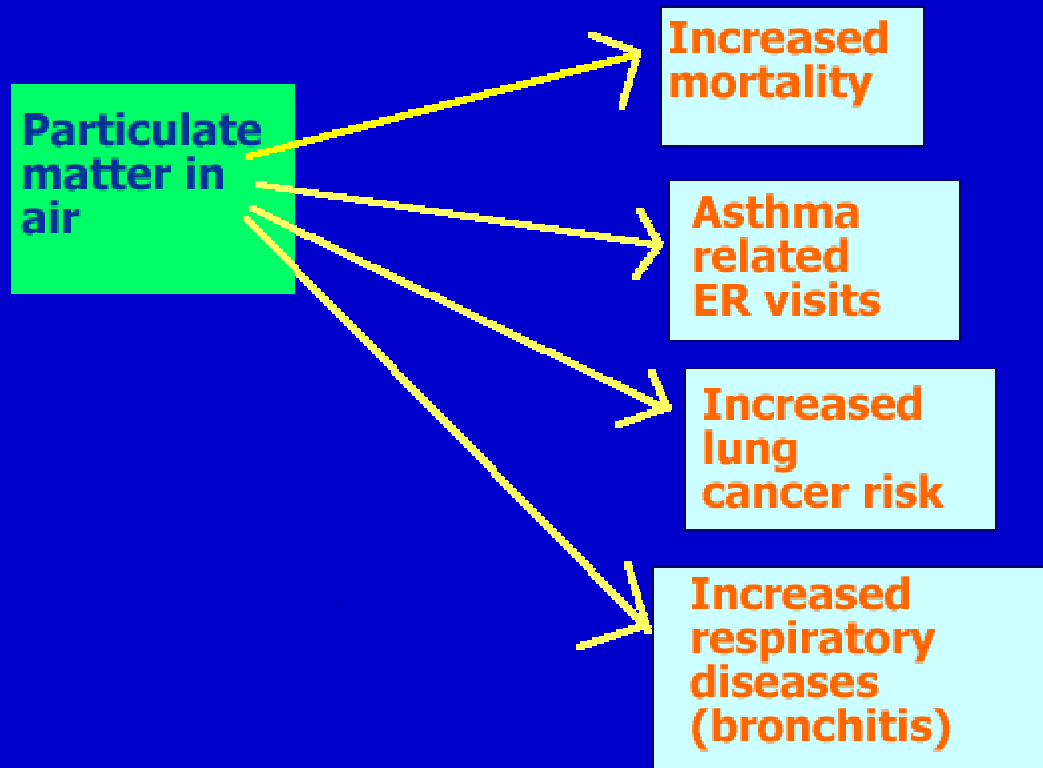 Particulate
matter in
air
Increased
mortality
Asthma
related
ER visits
Increased
lung
cancer risk
Increased
respiratory
diseases
(bronchitis)